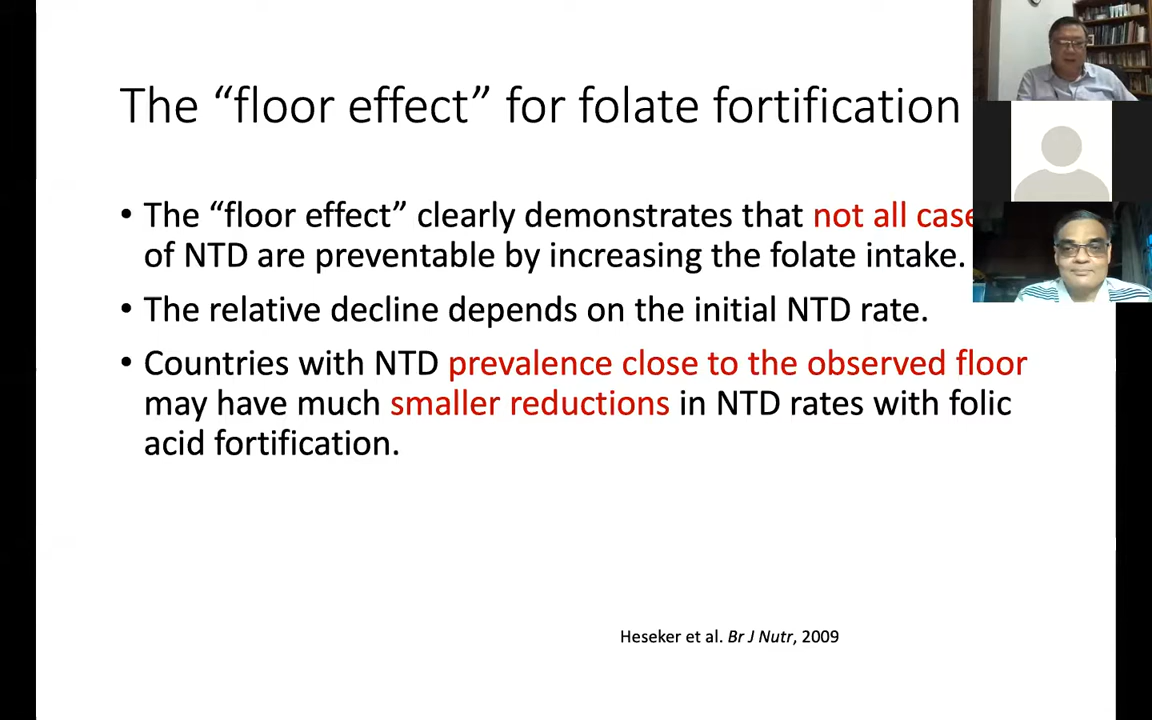 The “floor effect” for folate fortification
• The “floor effect” clearly demonstrates that not all case
of NTD are preventable by increasing the folate intake.
• The relative decline depends on the initial NTD rate.
• Countries with NTD prevalence close to the observed floor
may have much smaller reductions in NTD rates with folic
acid fortification.
Heseker et al. Br J Nutr, 2009